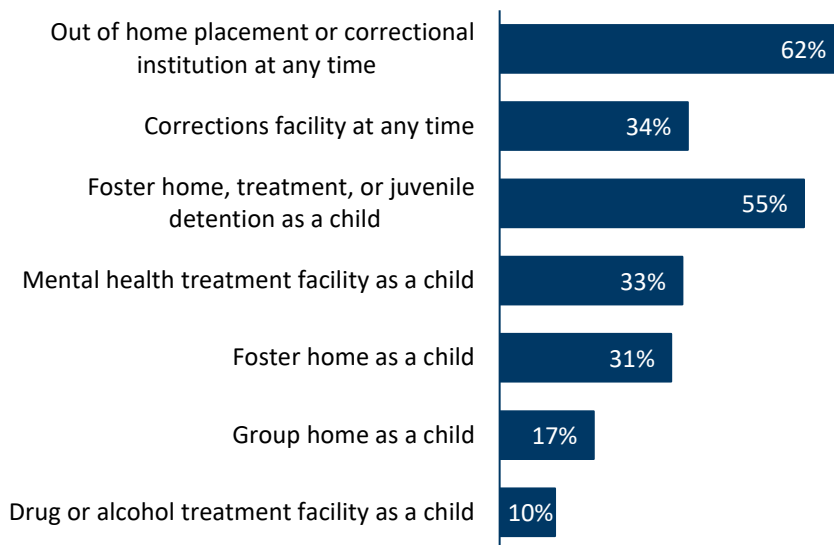 Out of home placement or correctional
institution at any time
62%
Corrections facility at any time
34%
Foster home, treatment, or juvenile
detention as a child
55%
Mental health treatment facility as a child
33%
Foster home as a child
31%
Group home as a child
17%
Drug or alcohol treatment facility as a child
10%